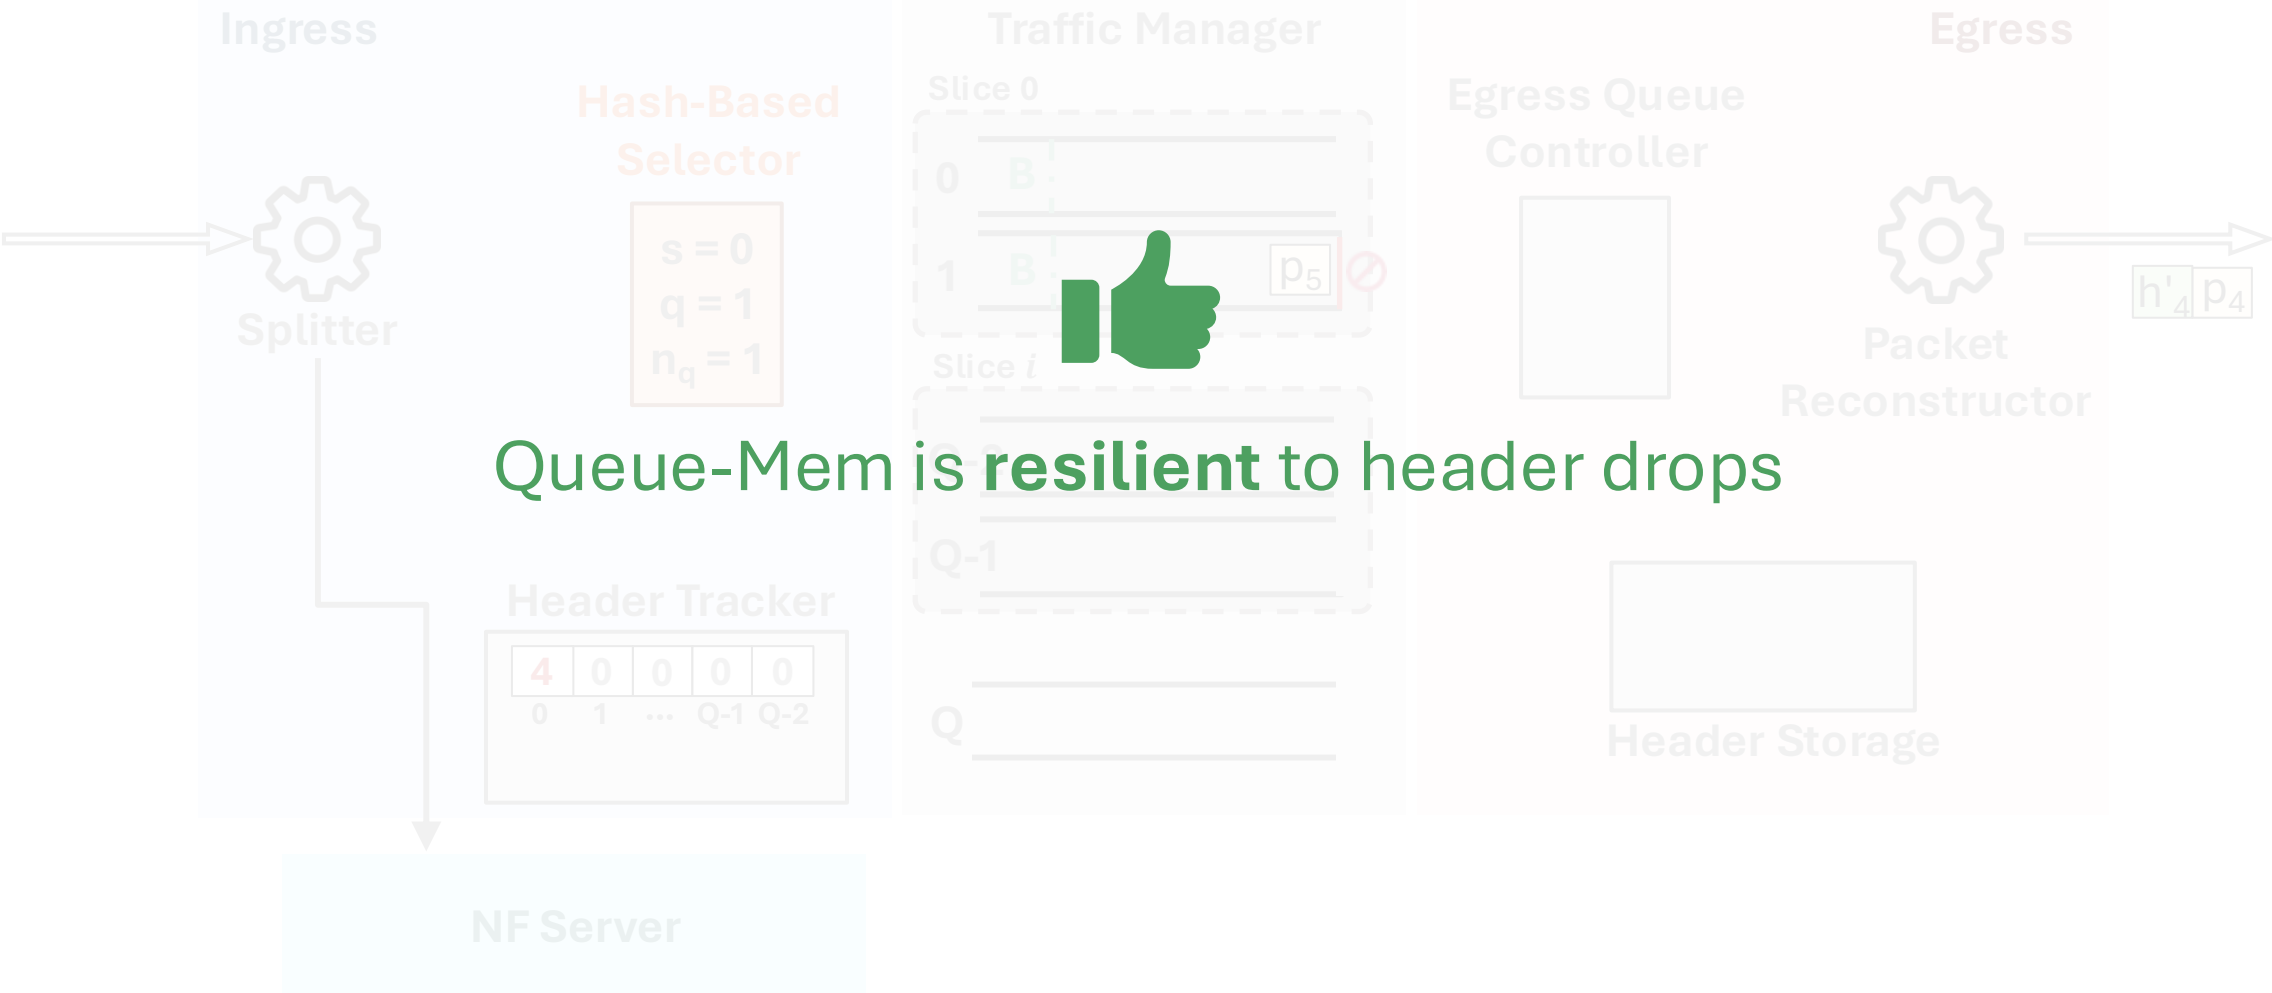 Ingress
Traffic Manager
Egress
Slice 0
Hash-Based
Selector
Egress Queue
Controller
0
B
s = 0
q = 1
nq = 1
1
B
p5
h'4
p4
Splitter
Packet
Reconstructor
Slice i
Q-2
Queue-Mem is resilient to header drops
Q-1
Header Tracker
4 0 0 0 0
0 1 ... Q-1 Q-2
Q
Header Storage
NF Server